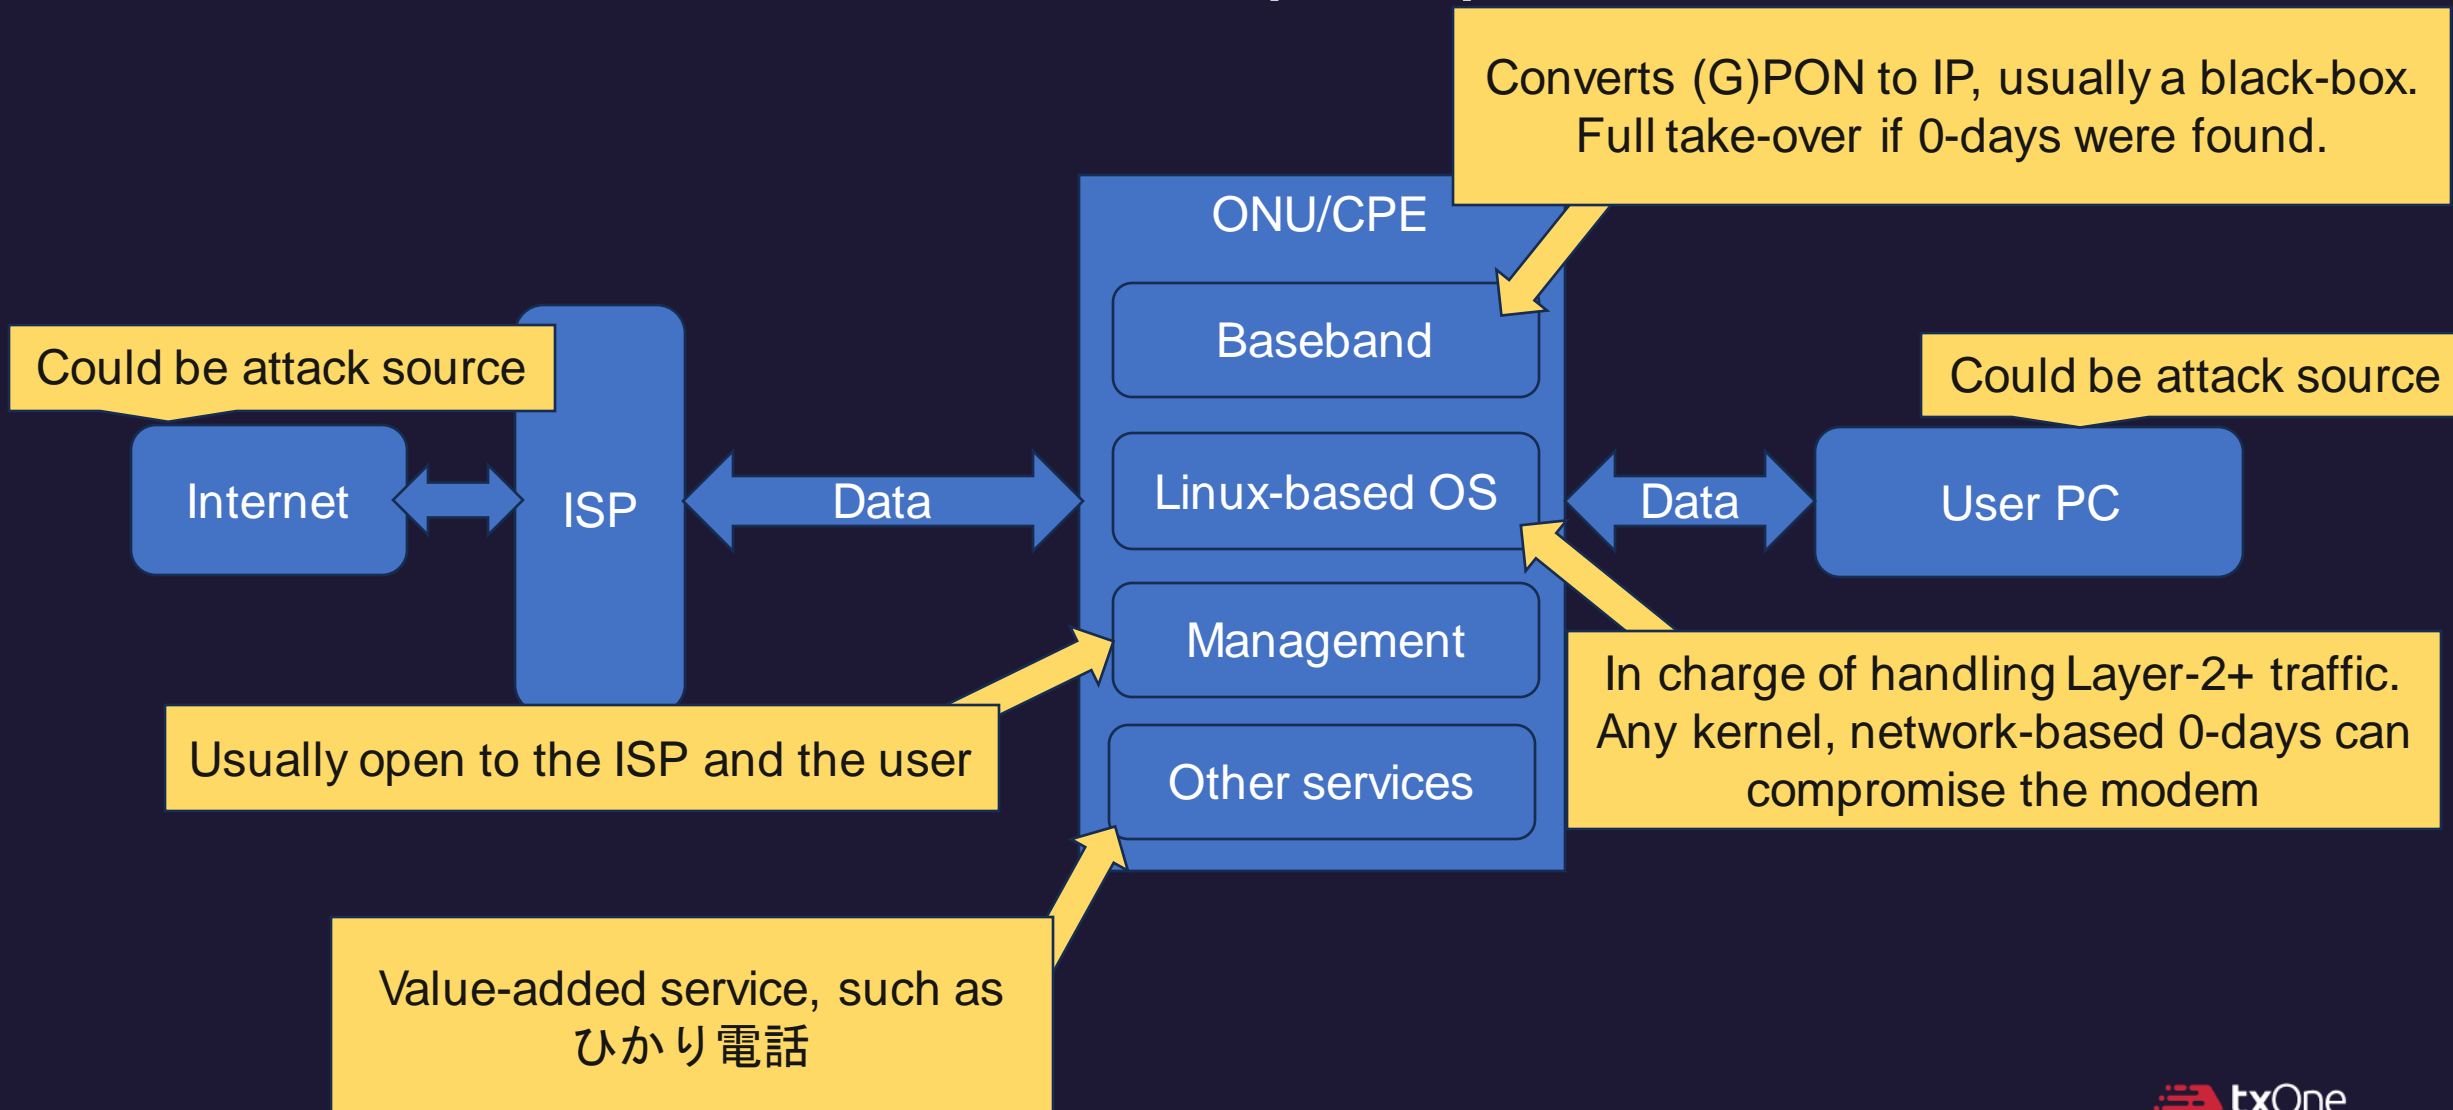 Converts (G)PON to IP, usually a black-box.
Full take-over if 0-days were found.
ONU/CPE
Baseband
Could be attack source
Could be attack source
Internet
ISP
Data
Linux-based OS
Data
User PC
Management
In charge of handling Layer-2+ traffic.
Any kernel, network-based 0-days can
compromise the modem
Usually open to the ISP and the user
Other services
Value-added service, such as
ひかり電話
txOne